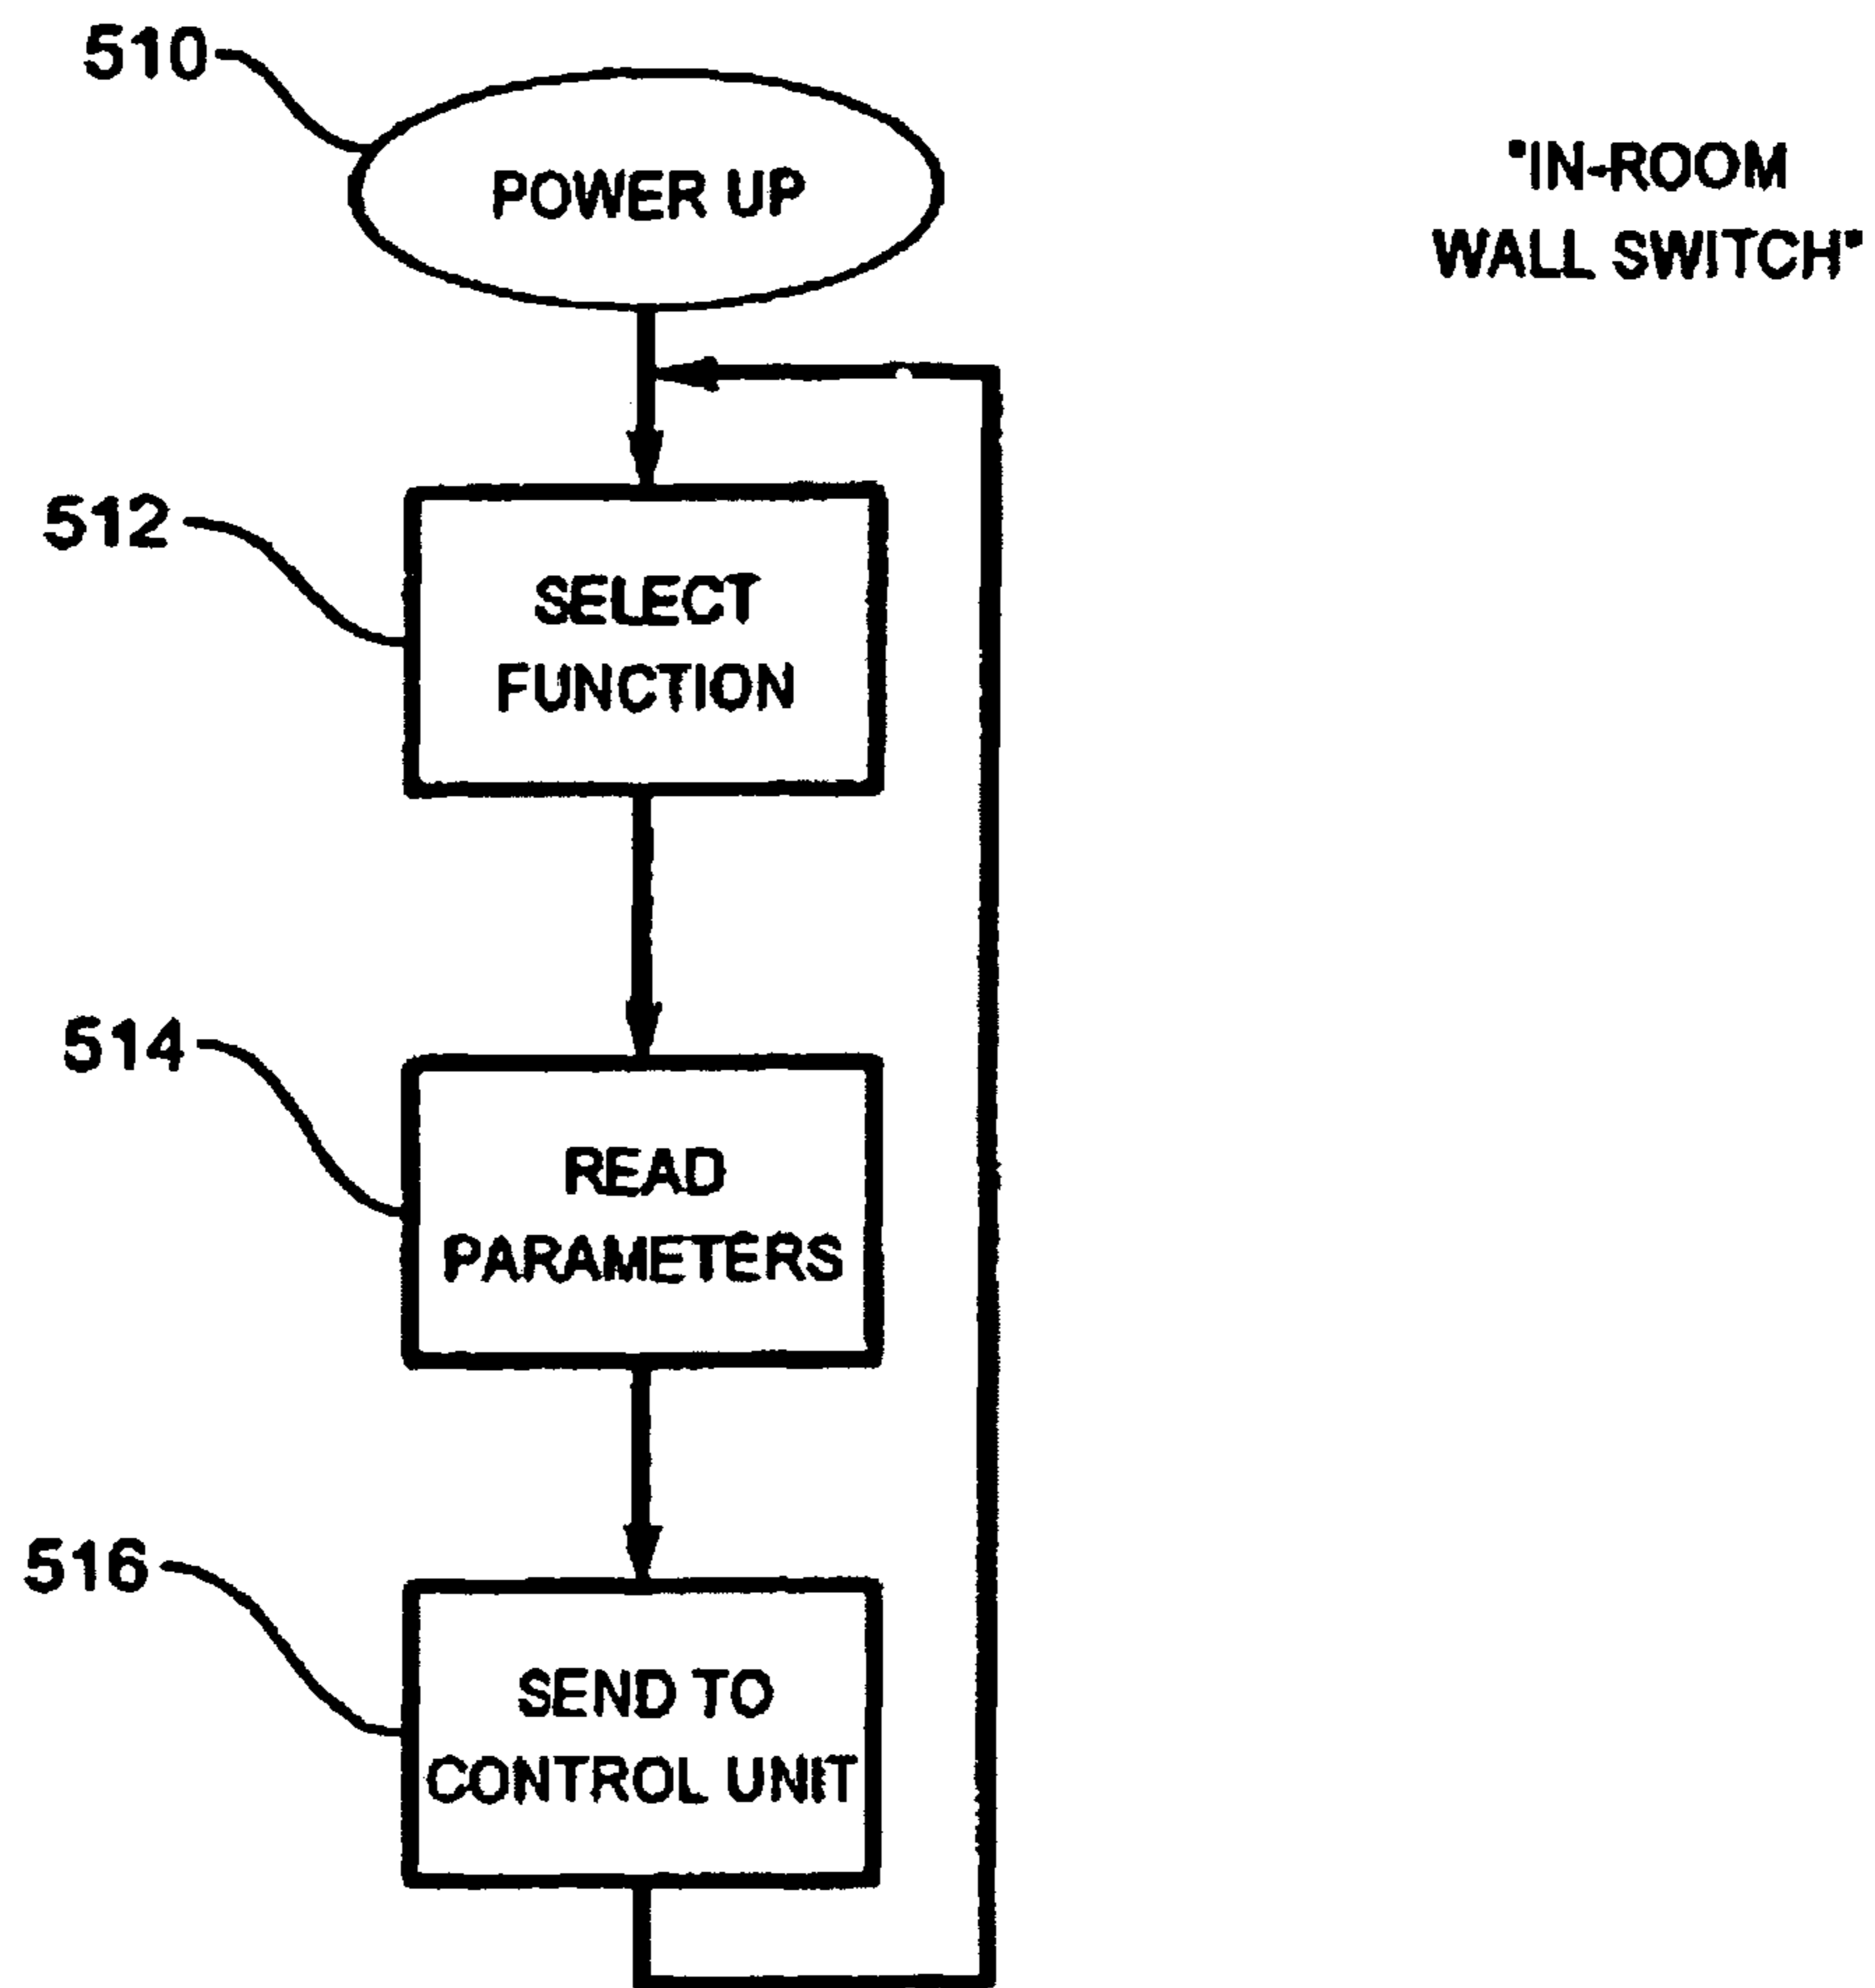 510
POWER UP
"IN-ROOM
WALL SWITCH"
512
SELECT
FUNCTION
514
READ
PARAMETERS
516
SEND TO
CONTROL UNIT